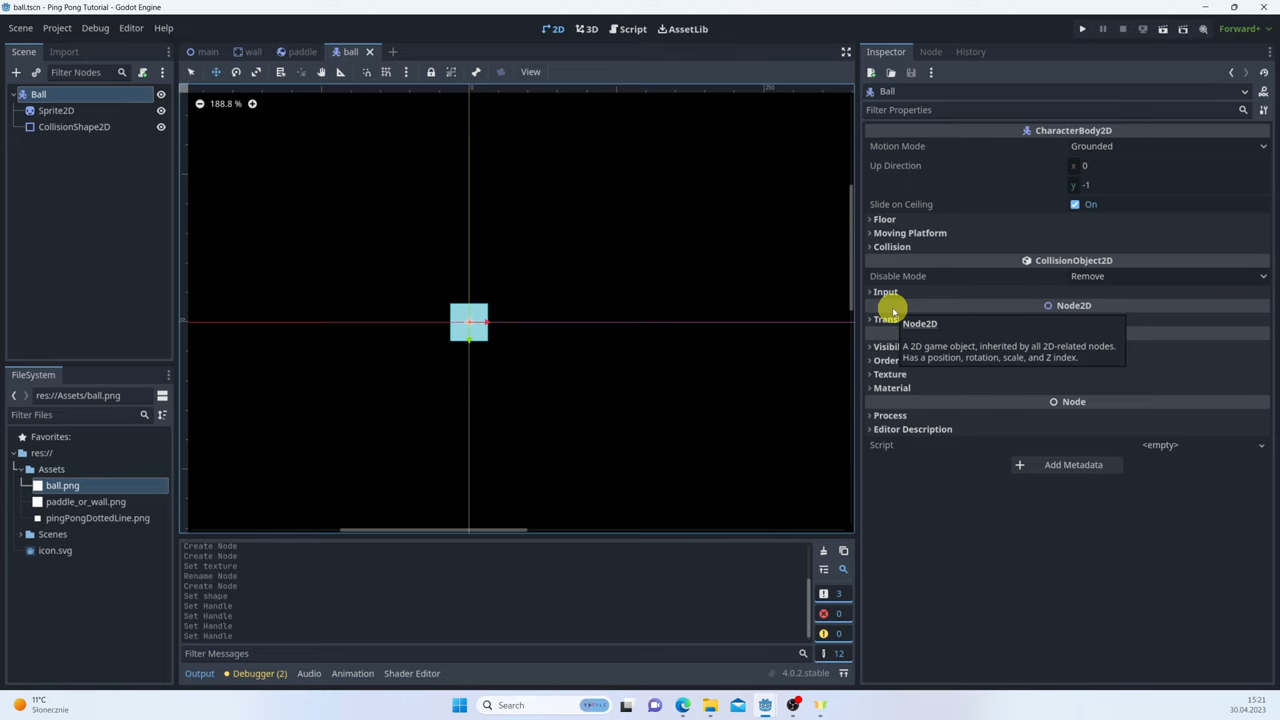 ball.tscn - Ping Pong Tutorial - Godot Engine
Scene Project Debug Editor Help
2D 3D Script AssetLib
Forward+
Scene Import
main wall paddle ball
Inspector Node History
Filter Nodes
View
Ball
Sprite2D
CollisionShape2D
188.8 %
0
250
Ball
Filter Properties
CharacterBody2D
Motion Mode Grounded
Up Direction x 0
y -1
Slide on Ceiling On
Floor
Moving Platform
Collision
CollisionObject2D
Disable Mode Remove
Input
Node2D
Trans
Node2D
A 2D game object, inherited by all 2D-related nodes.
Has a position, rotation, scale, and Z index.
Visibi
Orde
Texture
Material
Node
Process
Editor Description
Script <empty>
Add Metadata
FileSystem
res://Assets/ball.png
Filter Files
Favorites:
res://
Assets
ball.png
paddle_or_wall.png
pingPongDottedLine.png
Scenes
icon.svg
Create Node
Create Node
Set texture
Rename Node
Create Node
Set shape
Set Handle
Set Handle
Set Handle
Set Handle
3
0
0
12
Filter Messages
Output Debugger (2) Audio Animation Shader Editor
4.0.2.stable
11°C
Słonecznie
Search
15:21
30.04.2023